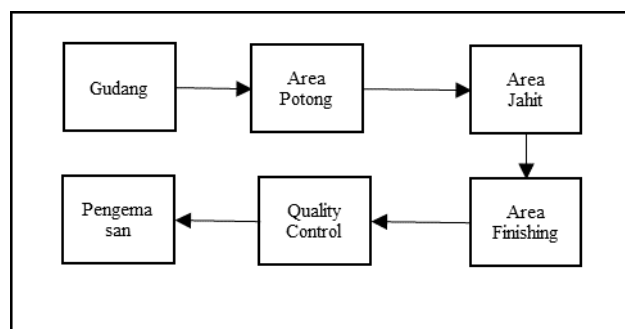 Gudang
Area
Potong
Area
Jahit
Pengema
san
Quality
Control
Area
Finishing